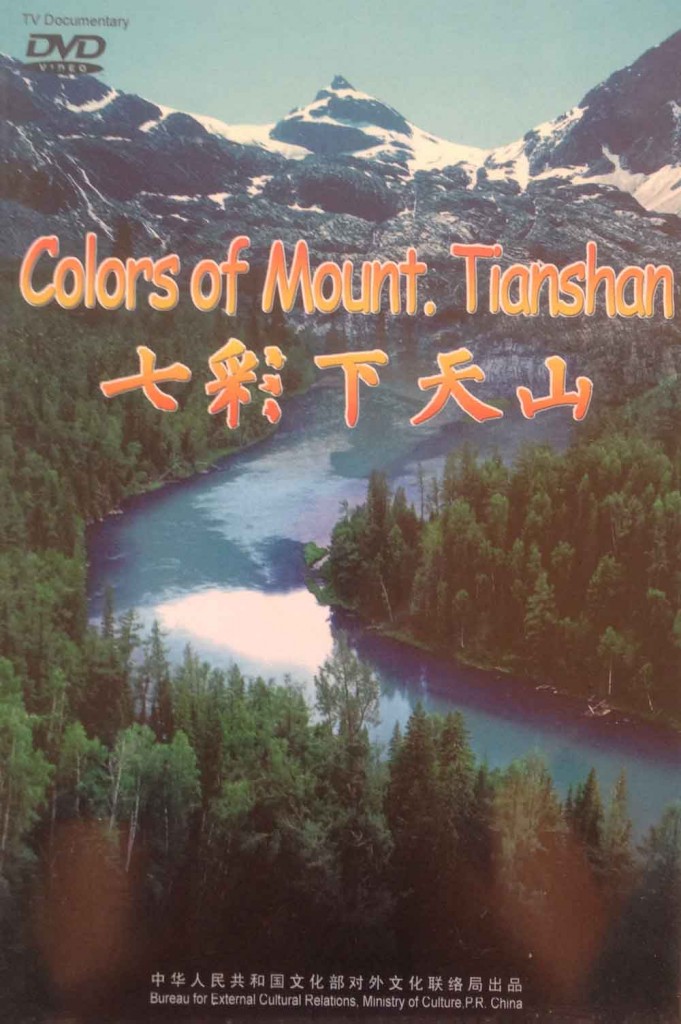 TV Documentary
DVD
VIDEO
Colors of Mount. Tianshan
七彩下天山
中华人民共和国文化部对外文化联络局出品
Bureau for External Cultural Relations, Ministry of Culture,P.R. China